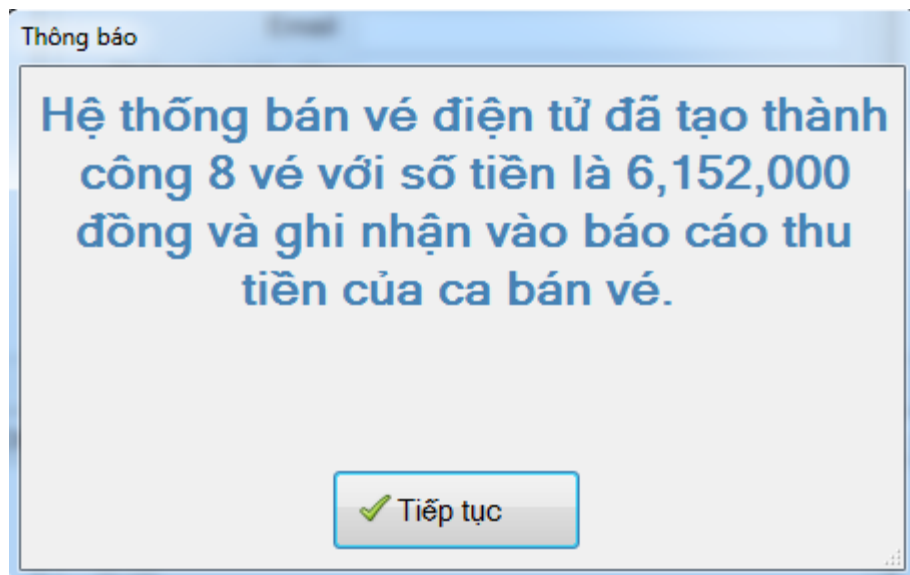 Thông báo
Hệ thống bán vé điện tử đã tạo thành
công 8 vé với số tiền là 6,152,000
đồng và ghi nhận vào báo cáo thu
tiền của ca bán vé.
Tiếp tục